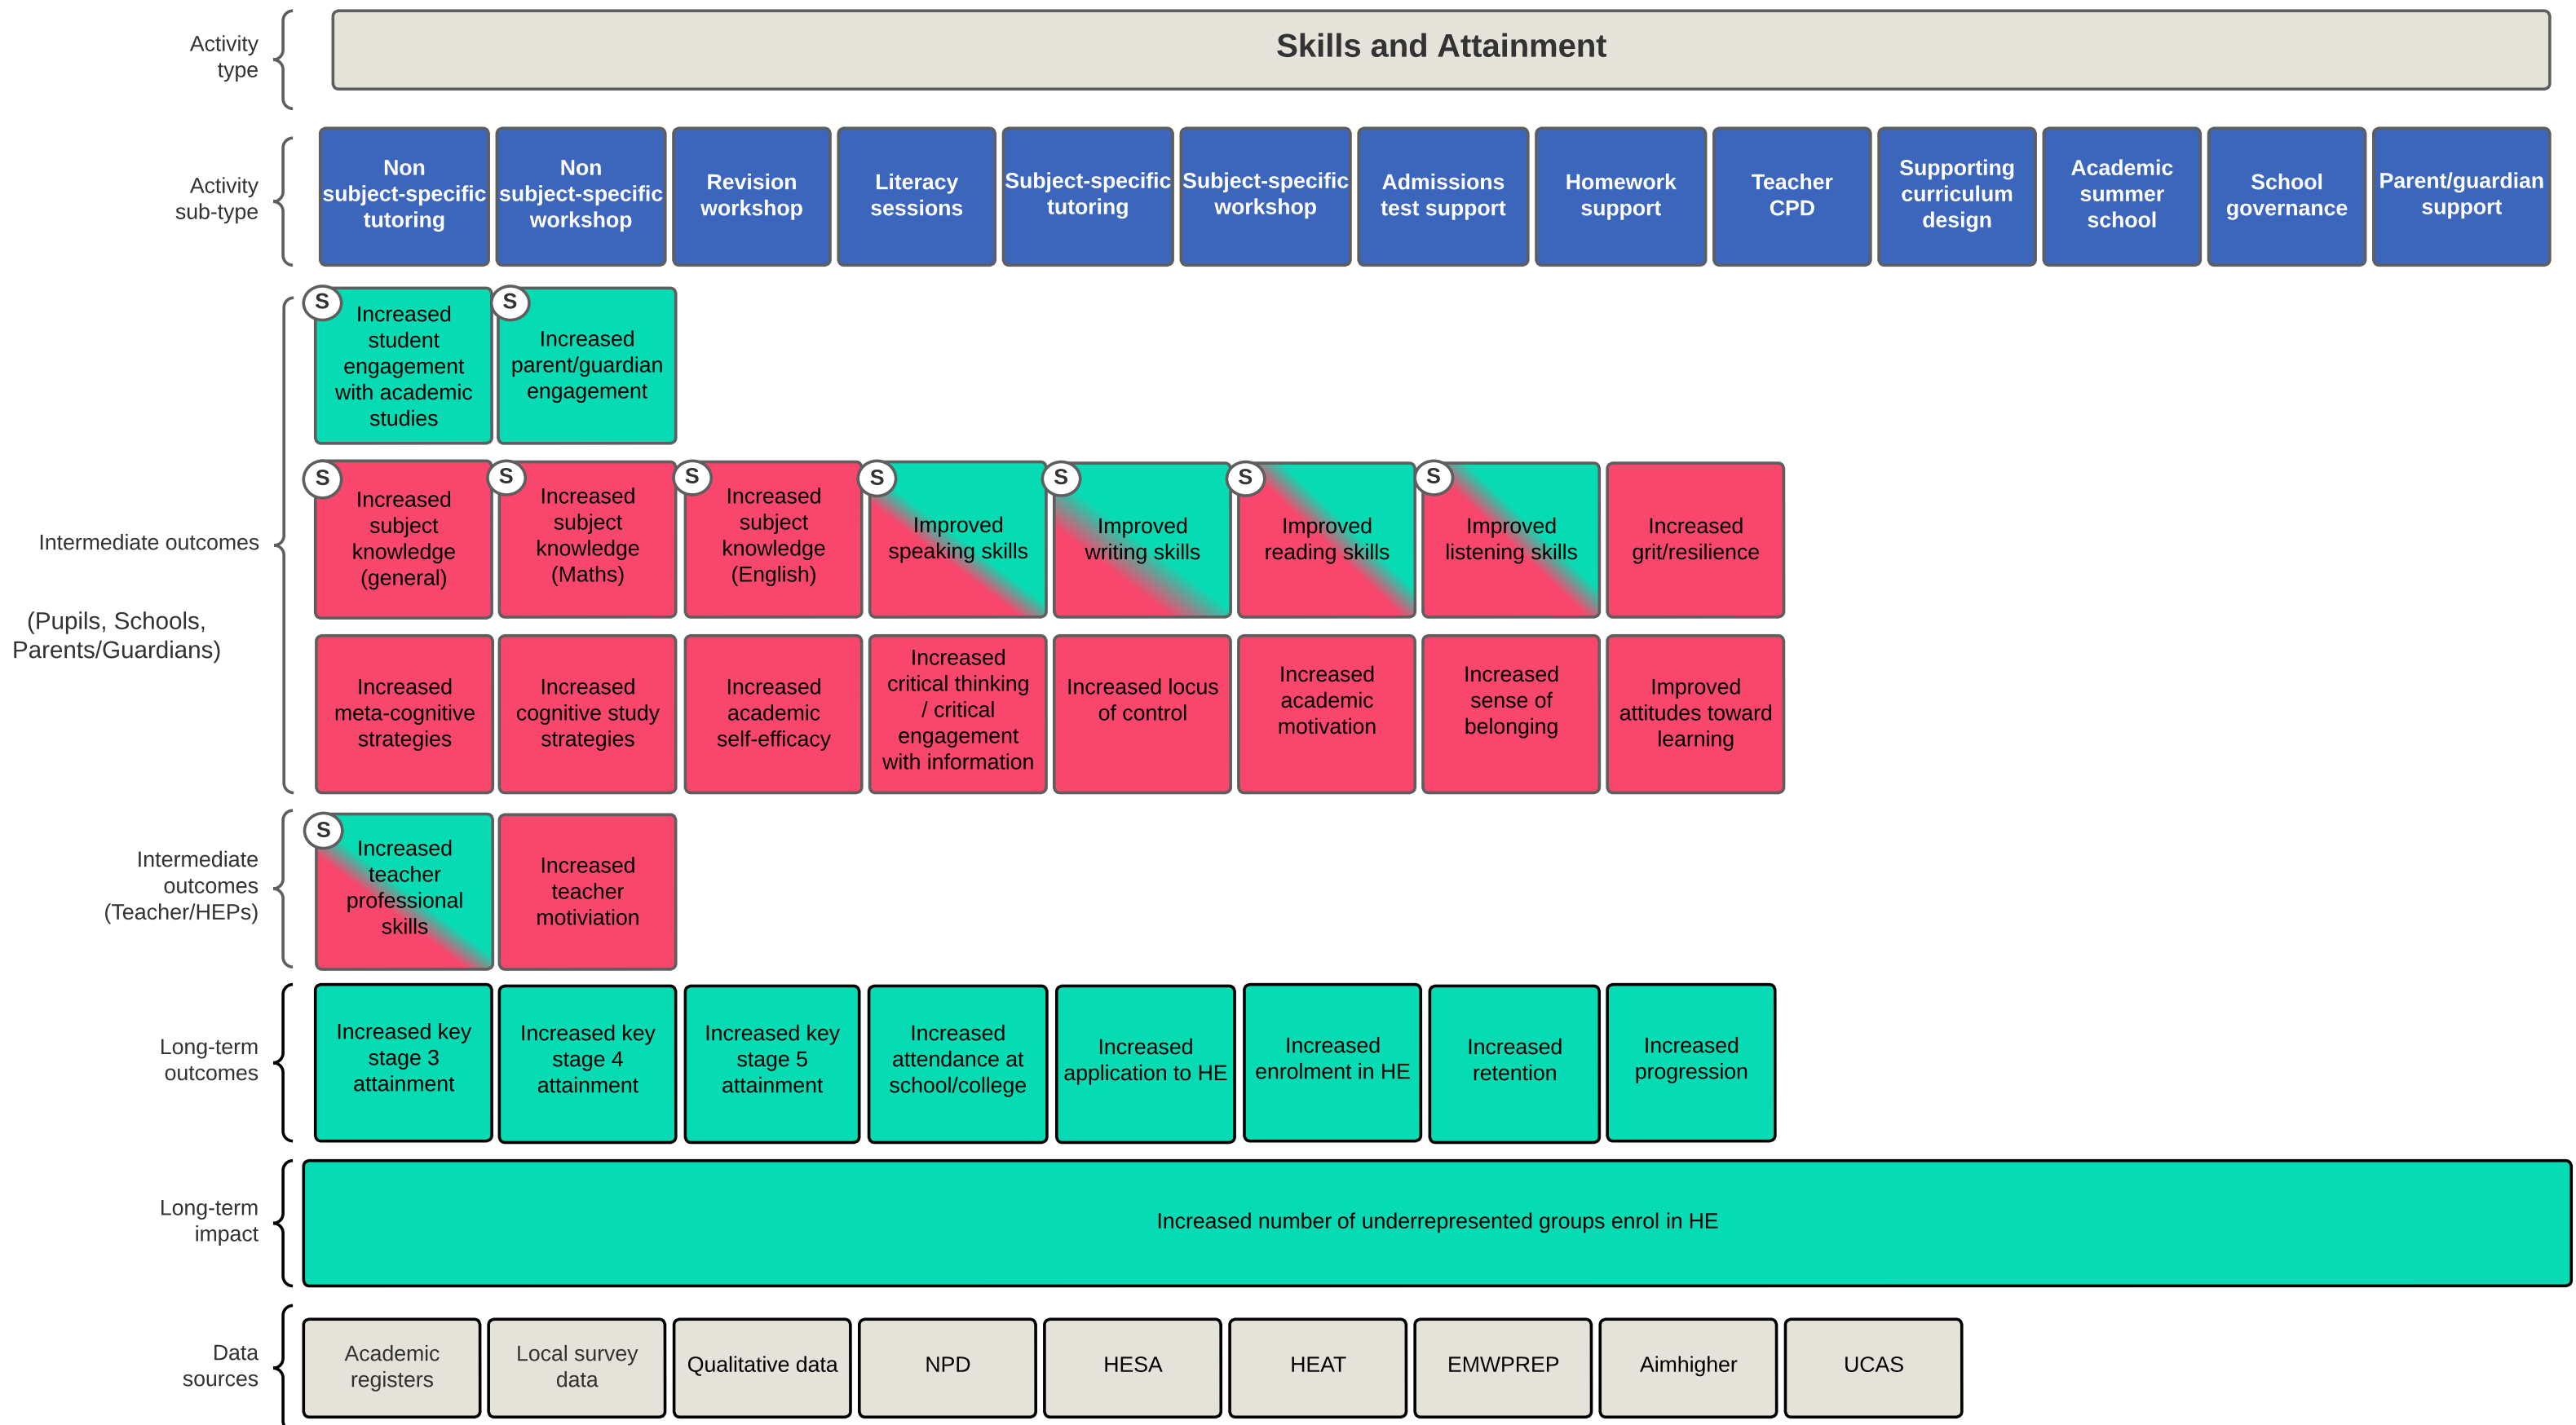 Activity
type
Skills and Attainment
Activity
sub-type
Non
subject-specific
tutoring
Non
subject-specific
workshop
Revision
workshop
Literacy
sessions
Subject-specific
tutoring
Subject-specific
workshop
Admissions
test support
Homework
support
Teacher
CPD
Supporting
curriculum
design
Academic
summer
school
School
governance
Parent/guardian
support
Intermediate outcomes
(Pupils, Schools,
Parents/Guardians)
S
Increased
student
engagement
with academic
studies
S
Increased
parent/guardian
engagement
S
Increased
subject
knowledge
(general)
S
Increased
subject
knowledge
(Maths)
S
Increased
subject
knowledge
(English)
S
Improved
speaking skills
S
Improved
writing skills
S
Improved
reading skills
S
Improved
listening skills
Increased
grit/resilience
Increased
meta-cognitive
strategies
Increased
cognitive study
strategies
Increased
academic
self-efficacy
Increased
critical thinking
/ critical
engagement
with information
Increased locus
of control
Increased
academic
motivation
Increased
sense of
belonging
Improved
attitudes toward
learning
Intermediate
outcomes
(Teacher/HEPs)
S
Increased
teacher
professional
skills
Increased
teacher
motiviation
Long-term
outcomes
Increased key
stage 3
attainment
Increased key
stage 4
attainment
Increased key
stage 5
attainment
Increased
attendance at
school/college
Increased
application to HE
Increased
enrolment in HE
Increased
retention
Increased
progression
Long-term
impact
Increased number of underrepresented groups enrol in HE
Data
sources
Academic
registers
Local survey
data
Qualitative data
NPD
HESA
HEAT
EMWPREP
Aimhigher
UCAS